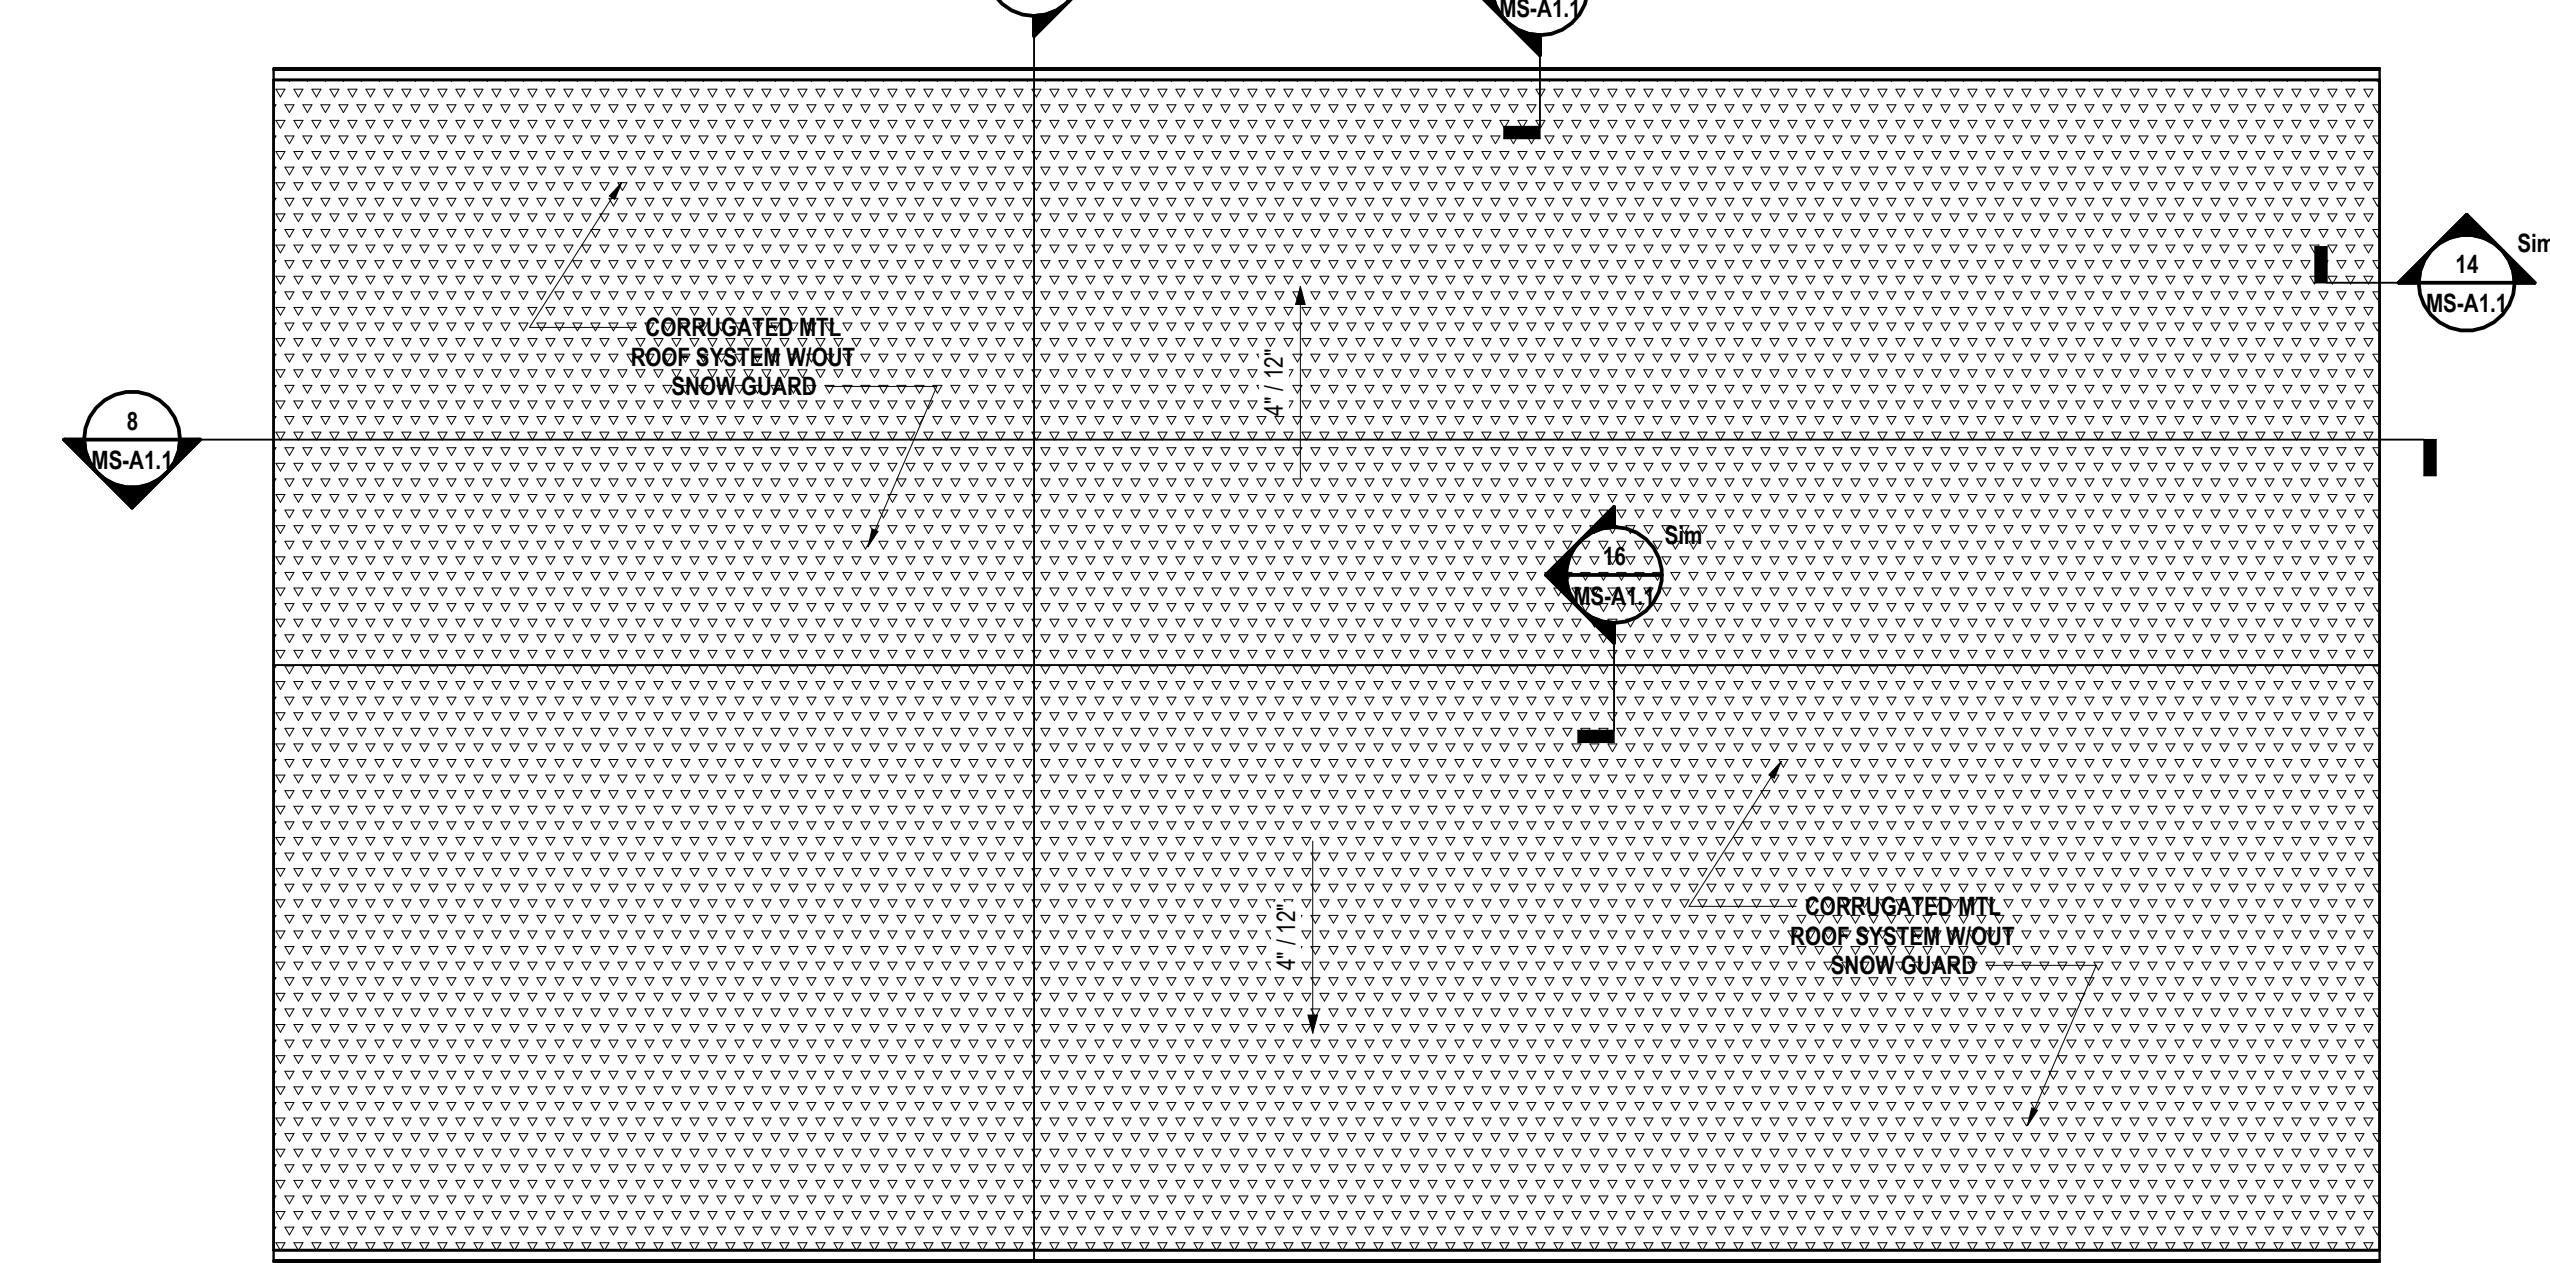 MS-A1.1
Sim
14
MS-A1.1
CORRUGATED MTL
ROOF SYSTEM W/OUT
SNOW GUARD
4" / 12"
8
MS-A1.1
Sim
16
MS-A1.1
4" / 12"
CORRUGATED MTL
ROOF SYSTEM W/OUT
SNOW GUARD